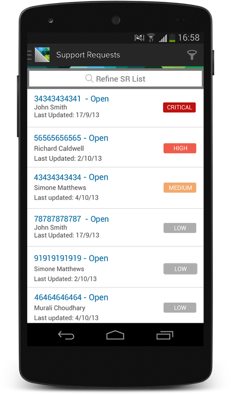 16:58
Support Requests
Refine SR List
34343434341 - Open
John Smith
Last Updated: 17/9/13
CRITICAL
56565656565 - Open
Richard Caldwell
Last Updated: 2/10/13
HIGH
43434343434 - Open
Simone Matthews
Last updated: 4/10/13
MEDIUM
78787878787 - Open
John Smith
Last Updated: 17/9/13
LOW
91919191919 - Open
Simone Matthews
Last Updated: 2/10/13
LOW
46464646464 - Open
Murali Choudhary
Last updated: 4/10/13
LOW